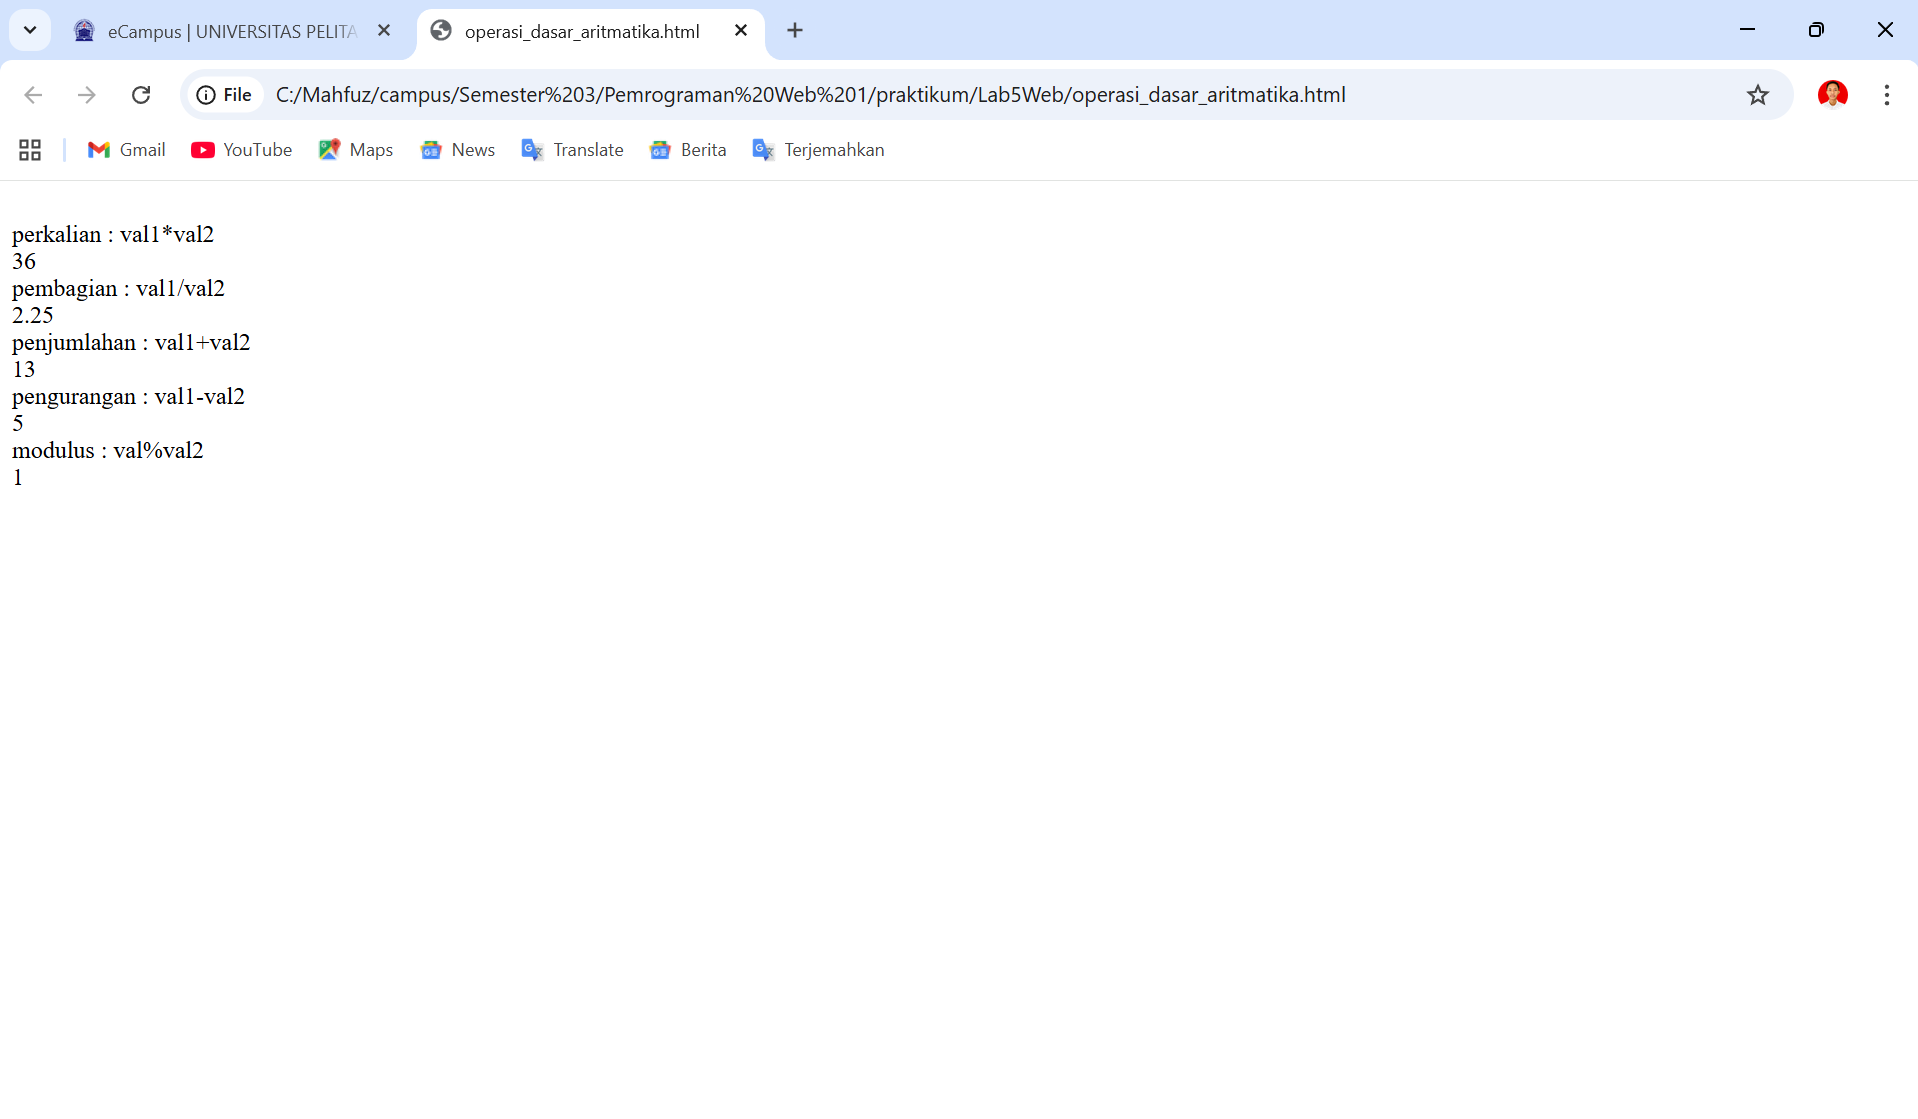 eCampus | UNIVERSITAS PELITA
operasi_dasar_aritmatika.html
File
C:/Mahfuz/campus/Semester%203/Pemrograman%20Web%201/praktikum/Lab5Web/operasi_dasar_aritmatika.html
Gmail YouTube Maps News Translate Berita Terjemahkan
perkalian : val1*val2
36
pembagian : val1/val2
2.25
penjumlahan : val1+val2
13
pengurangan : val1-val2
5
modulus : val%val2
1